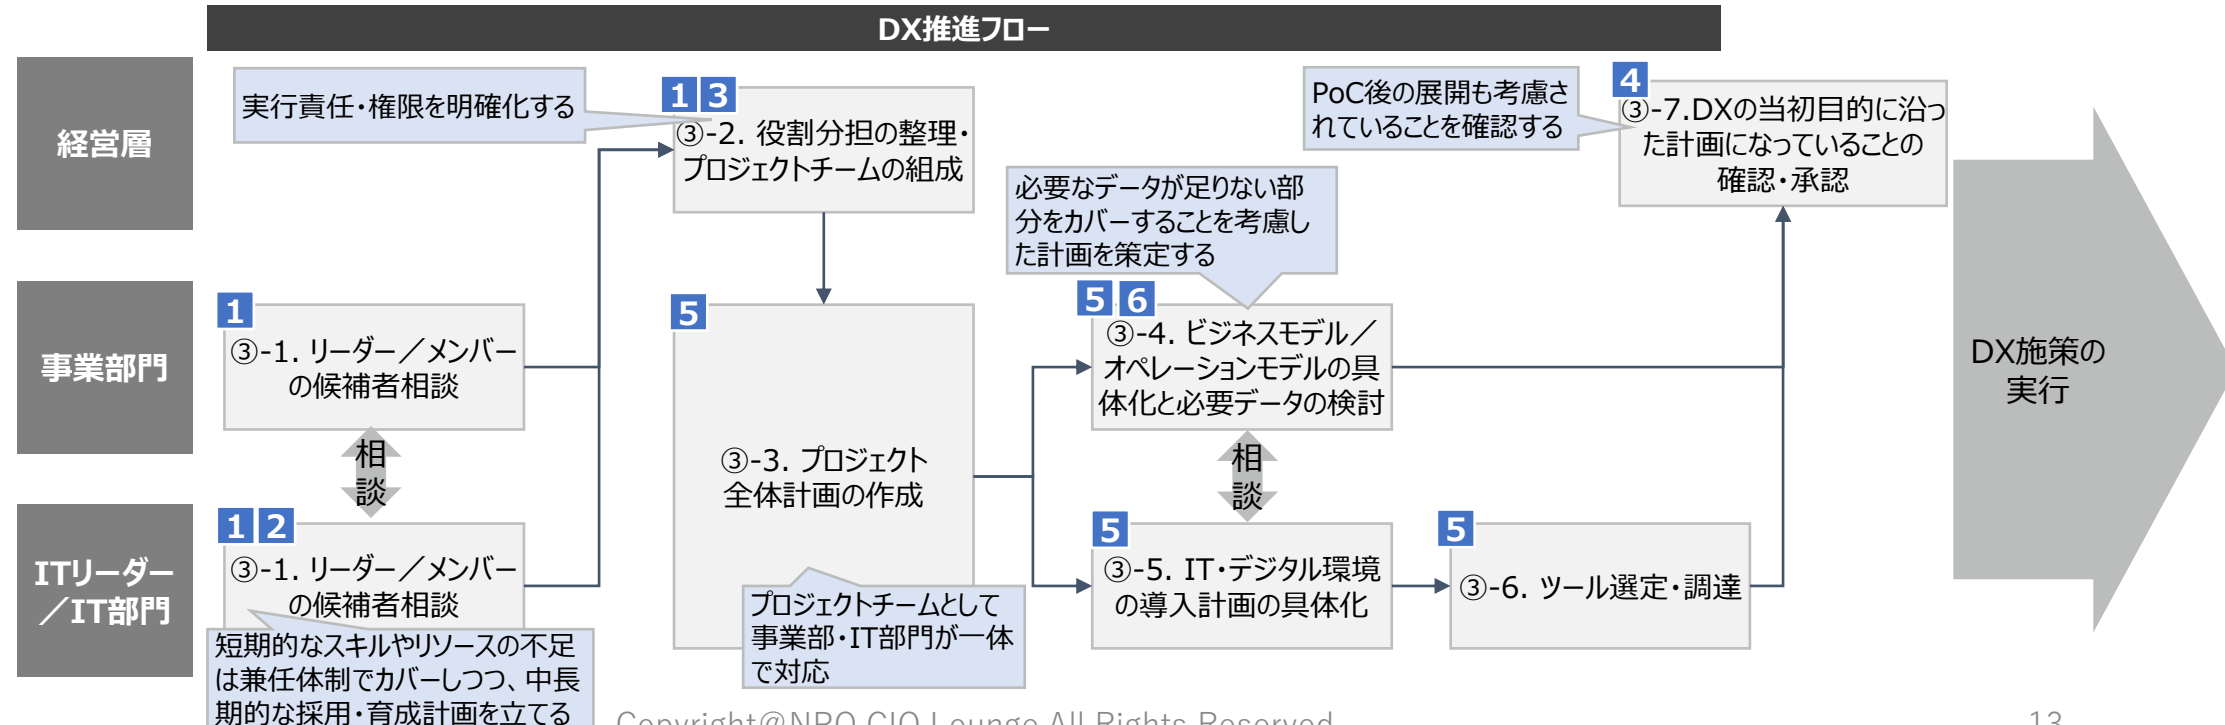 DX推進フロー
経営層
実行責任・権限を明確化する
1 3
③-2. 役割分担の整理・
プロジェクトチームの組成
PoC後の展開も考慮さ
れていることを確認する
4
③-7.DXの当初目的に沿っ
た計画になっていることの
確認・承認
必要なデータが足りない部
分をカバーすることを考慮し
た計画を策定する
事業部門
1
③-1. リーダー／メンバー
の候補者相談
5
③-3. プロジェクト
全体計画の作成
プロジェクトチームとして
事業部・IT部門が一体
で対応
5 6
③-4. ビジネスモデル／
オペレーションモデルの具
体化と必要データの検討
DX施策の
実行
相
談
相
談
ITリーダー
／IT部門
1 2
③-1. リーダー／メンバー
の候補者相談
短期的なスキルやリソースの不足
は兼任体制でカバーしつつ、中長
期的な採用・育成計画を立てる
5
③-5. IT・デジタル環境
の導入計画の具体化
5
③-6. ツール選定・調達
Copyright@NPO CIO Lounge All Rights Reserved
13